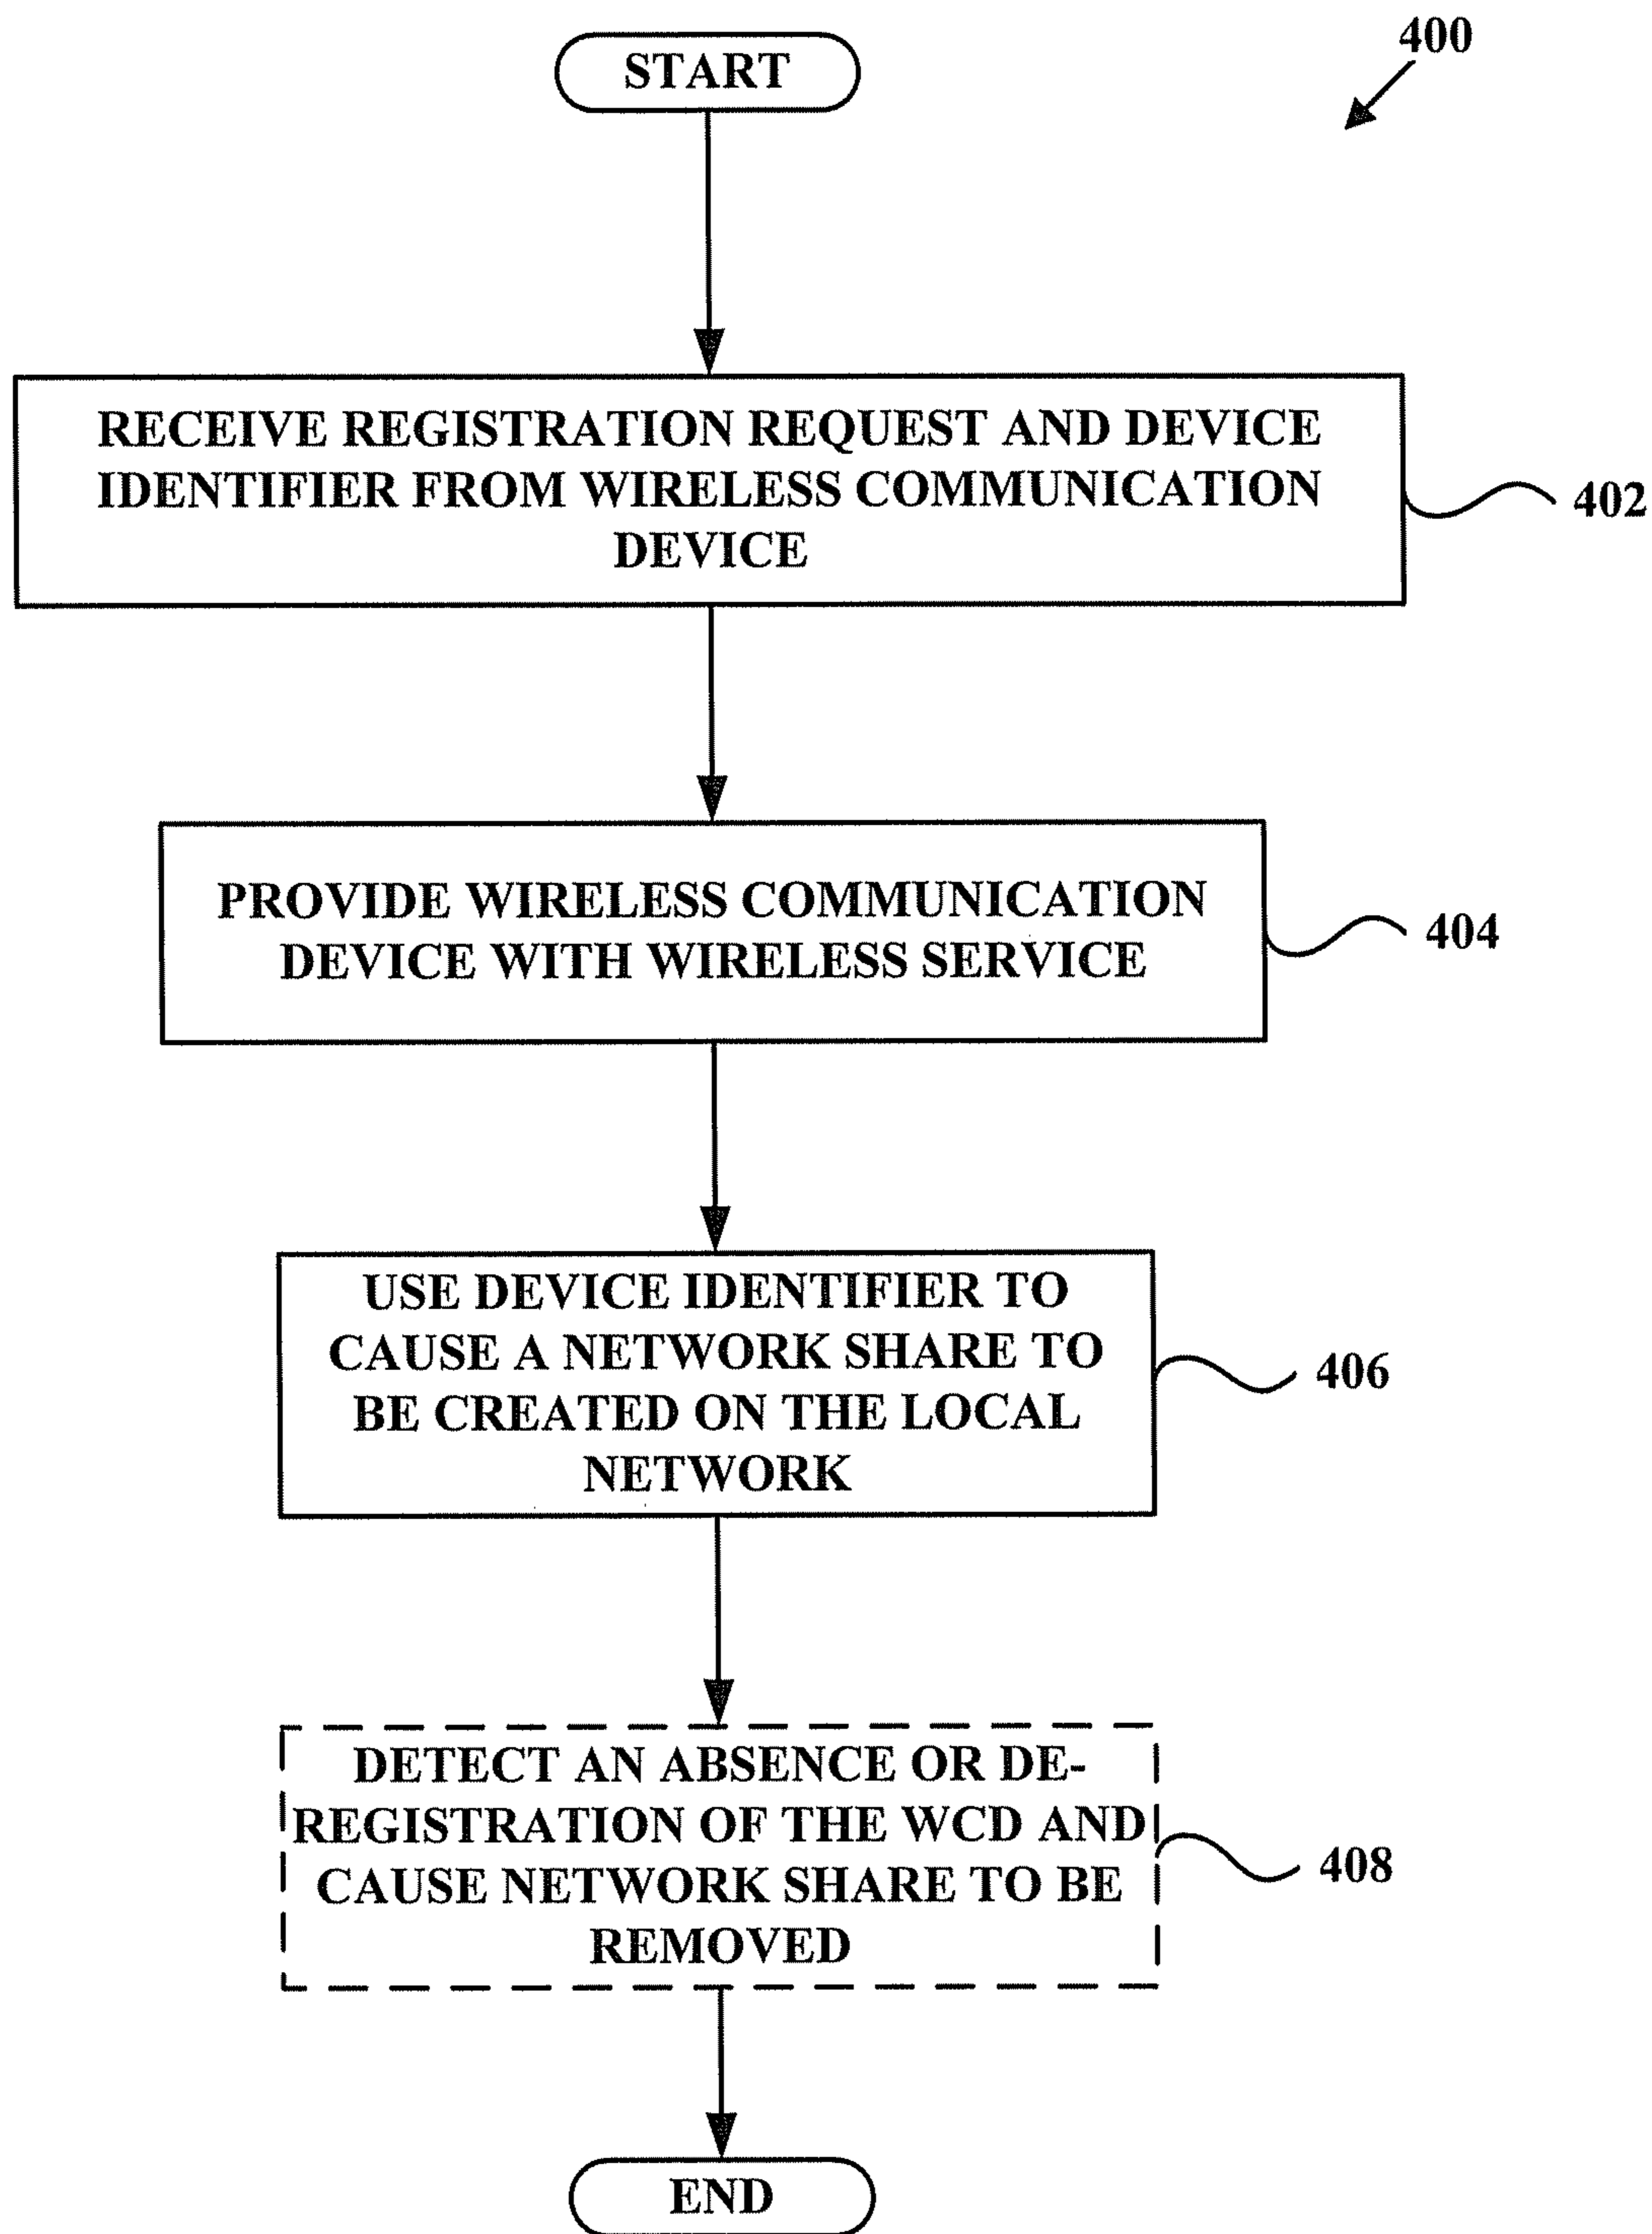 START
400
RECEIVE REGISTRATION REQUEST AND DEVICE
IDENTIFIER FROM WIRELESS COMMUNICATION
DEVICE
402
PROVIDE WIRELESS COMMUNICATION
DEVICE WITH WIRELESS SERVICE
404
USE DEVICE IDENTIFIER TO
CAUSE A NETWORK SHARE TO
BE CREATED ON THE LOCAL
NETWORK
406
DETECT AN ABSENCE OR DE-
REGISTRATION OF THE WCD AND
CAUSE NETWORK SHARE TO BE
REMOVED
408
END